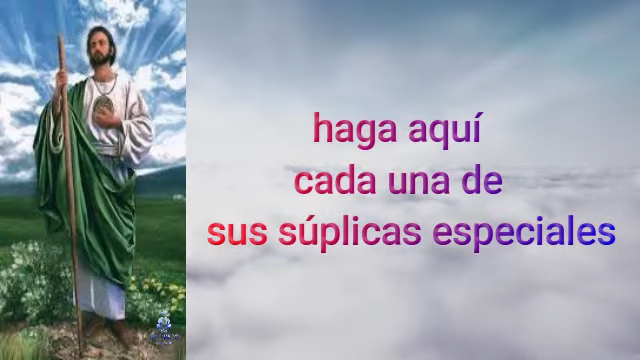 haga aquí
cada una de
sus súplicas especiales